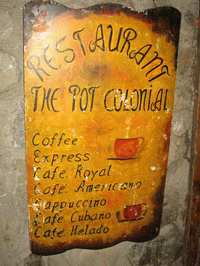 RESTAURANT
THE POT COLONIAL
Coffee
Express
Café Royal
Café Americano
Cappuccino
Café Cubano
Café Helado